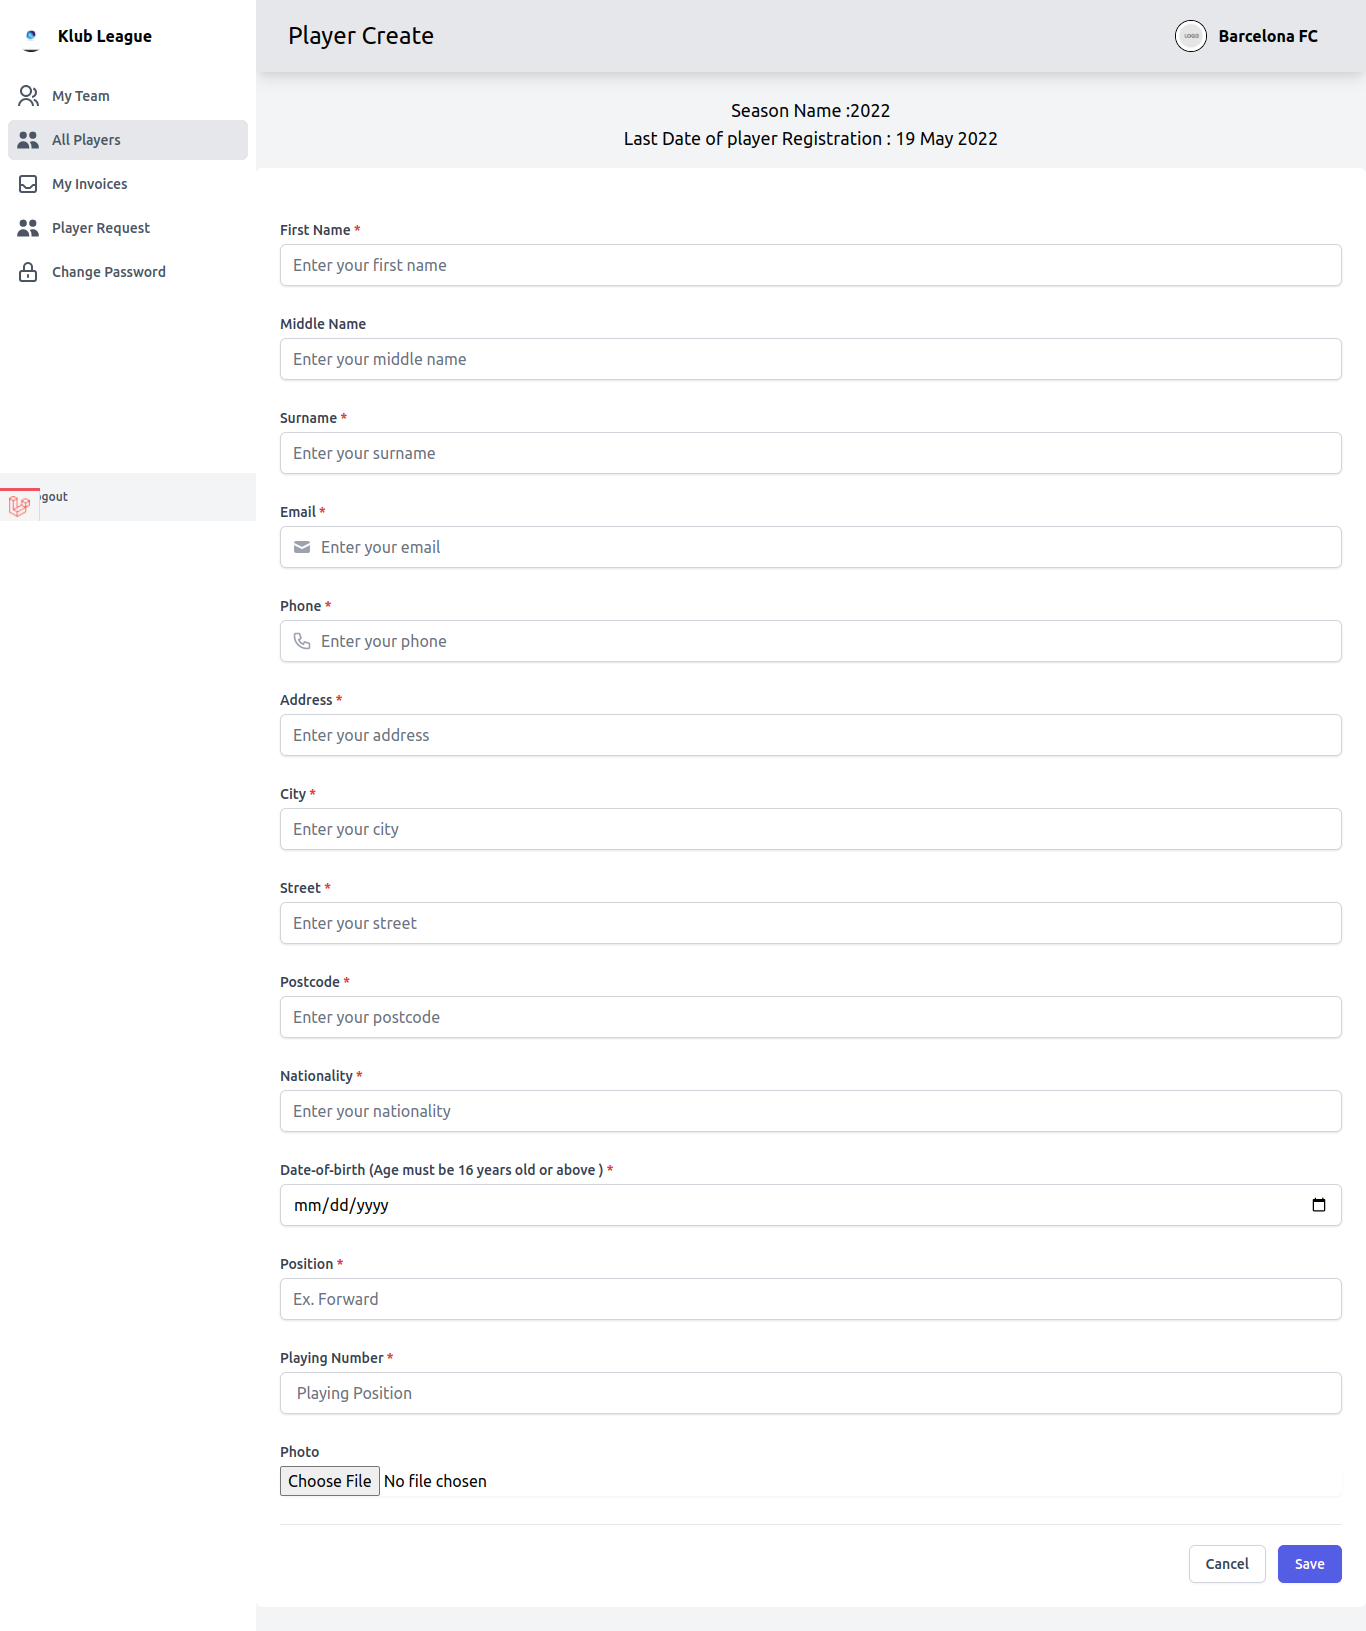 Klub League
My Team
All Players
My Invoices
Player Request
Change Password
gout
Player Create
LOGO
Barcelona FC
Season Name :2022
Last Date of player Registration : 19 May 2022
First Name *
Enter your first name
Middle Name
Enter your middle name
Surname *
Enter your surname
Email *
Enter your email
Phone *
Enter your phone
Address *
Enter your address
City *
Enter your city
Street *
Enter your street
Postcode *
Enter your postcode
Nationality *
Enter your nationality
Date-of-birth (Age must be 16 years old or above ) *
mm/dd/yyyy
Position *
Ex. Forward
Playing Number *
Playing Position
Photo
Choose File No file chosen
Cancel Save